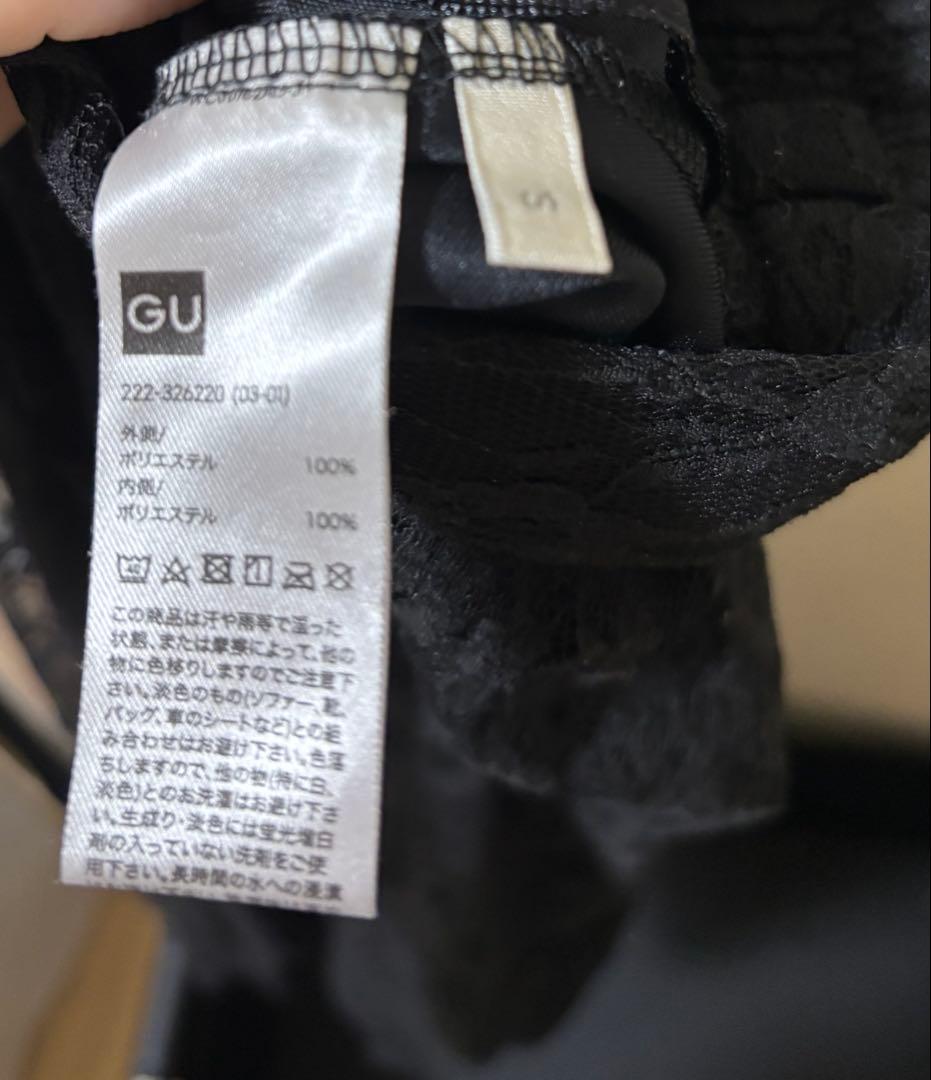 S
GU
222-326220 (03-01)
外側/
ポリエステル 100%
内側/
ポリエステル 100%
40
この商品は汗や雨等で湿った
状態、または摩擦によって、他の
物に色移りしますのでご注意下
さい。淡色のもの(ソファー、靴、
バッグ、車のシートなど)との組
み合わせはお避け下さい。色落
ちしますので、他の物(特に白、
淡色)とのお洗濯はお避け下さ
い。生成り・淡色には蛍光増白
剤の入っていない洗剤をご使
用下さい。長時間の水への浸漬